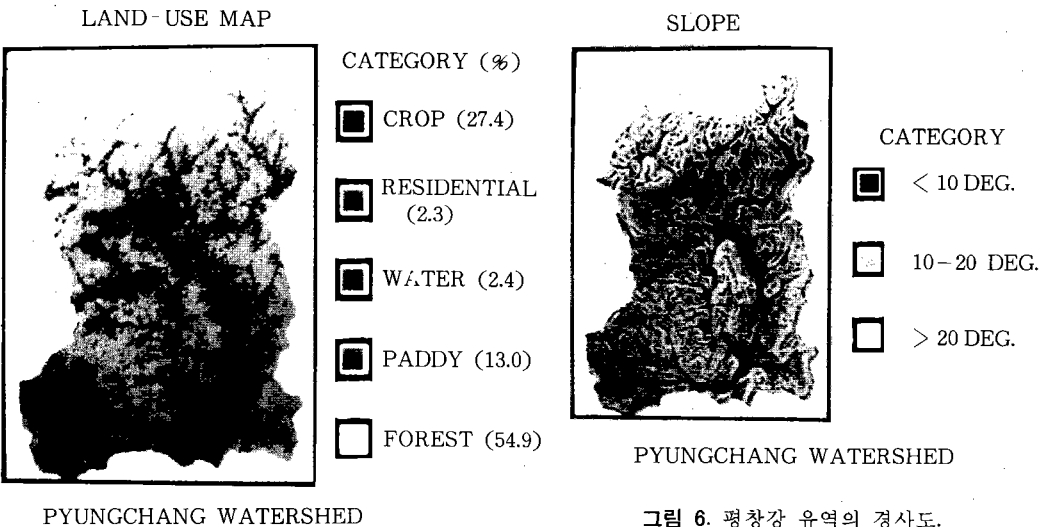 LAND-USE MAP
CATEGORY (%)
CROP (27.4)
RESIDENTIAL
(2.3)
WATER (2.4)
PADDY (13.0)
FOREST (54.9)
PYUNGCHANG WATERSHED
SLOPE
CATEGORY
< 10 DEG.
10-20 DEG.
> 20 DEG.
PYUNGCHANG WATERSHED
그림 6. 평창강 유역의 경사도.